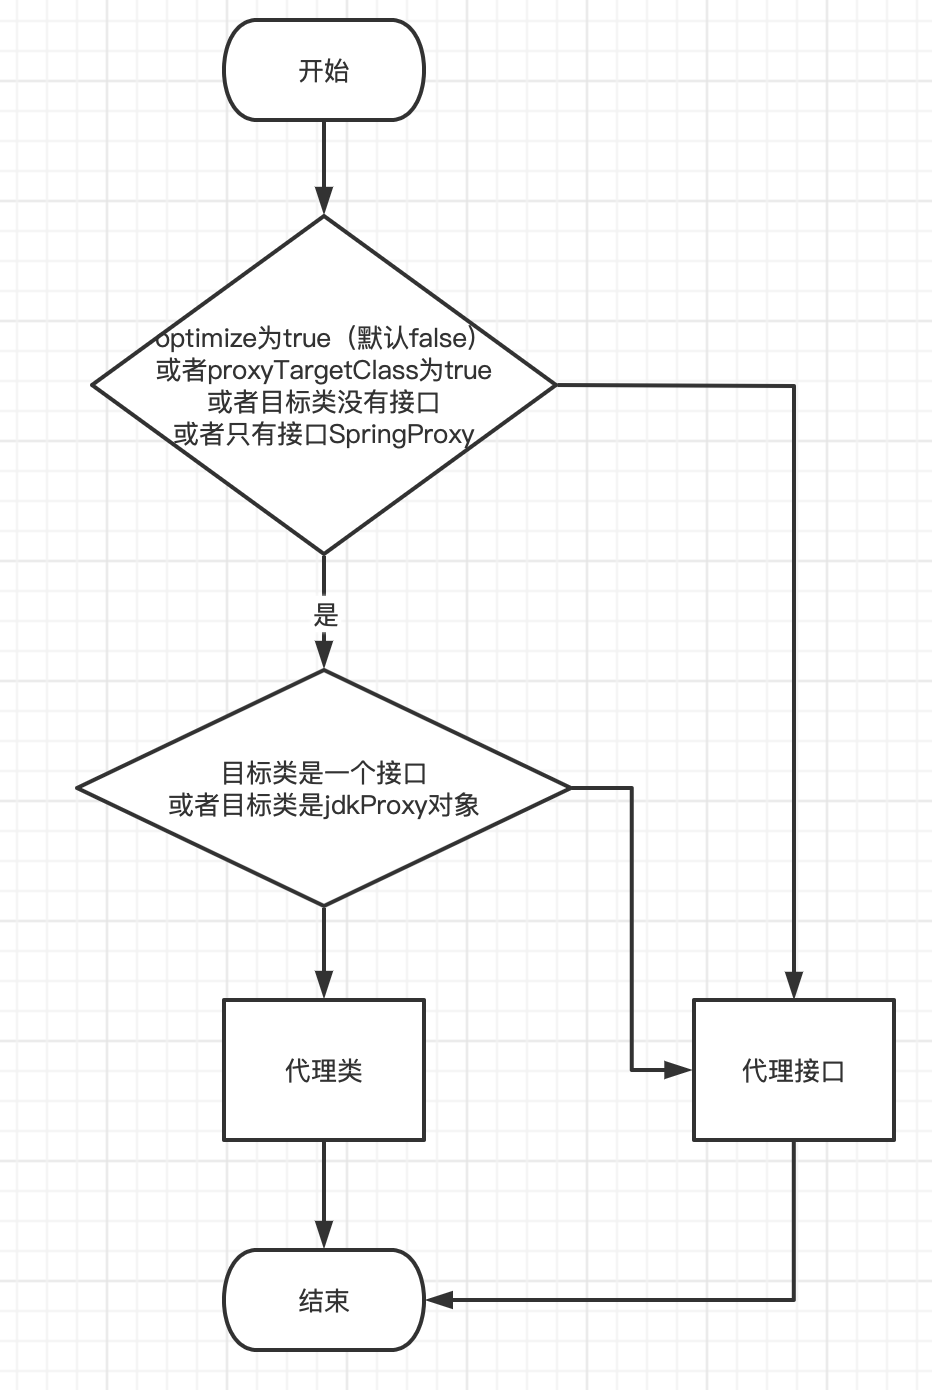 开始
optimize为true（默认false）
或者proxyTargetClass为true
或者目标类没有接口
或者只有接口SpringProxy
是
目标类是一个接口
或者目标类是jdkProxy对象
代理类
代理接口
结束